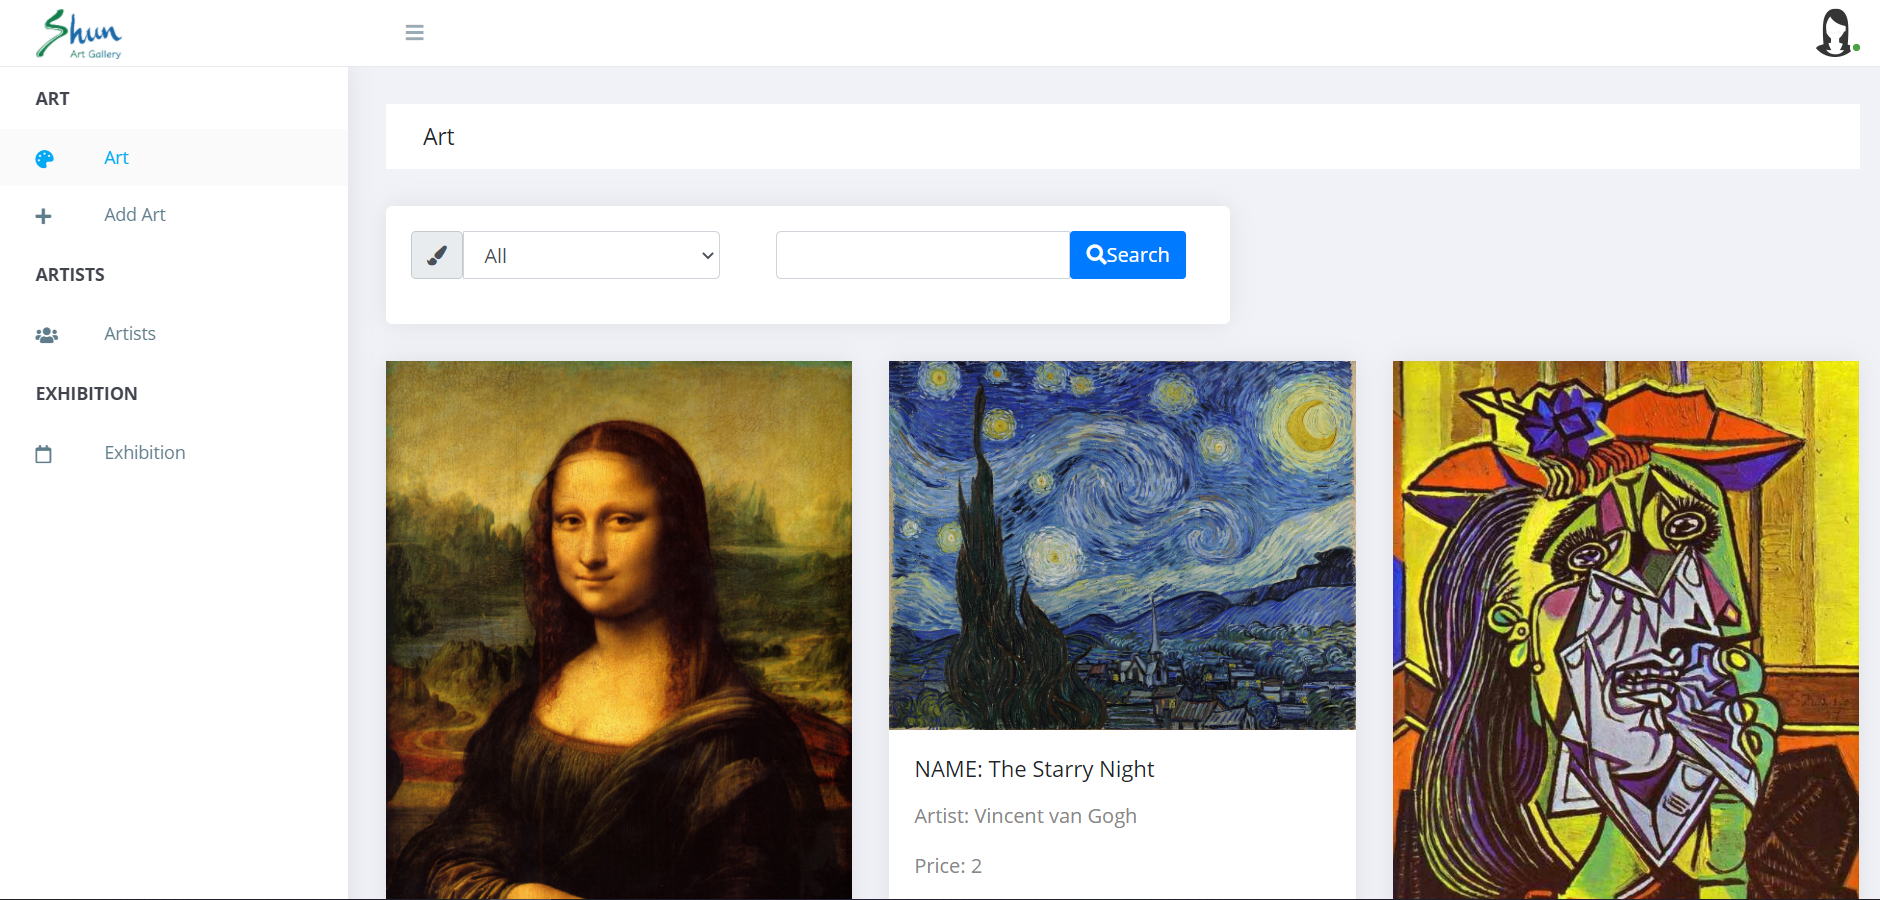 Shun
Art Gallery
ART
Art
Add Art
ARTISTS
Artists
EXHIBITION
Exhibition
Art
All
Search
NAME: The Starry Night
Artist: Vincent van Gogh
Price: 2